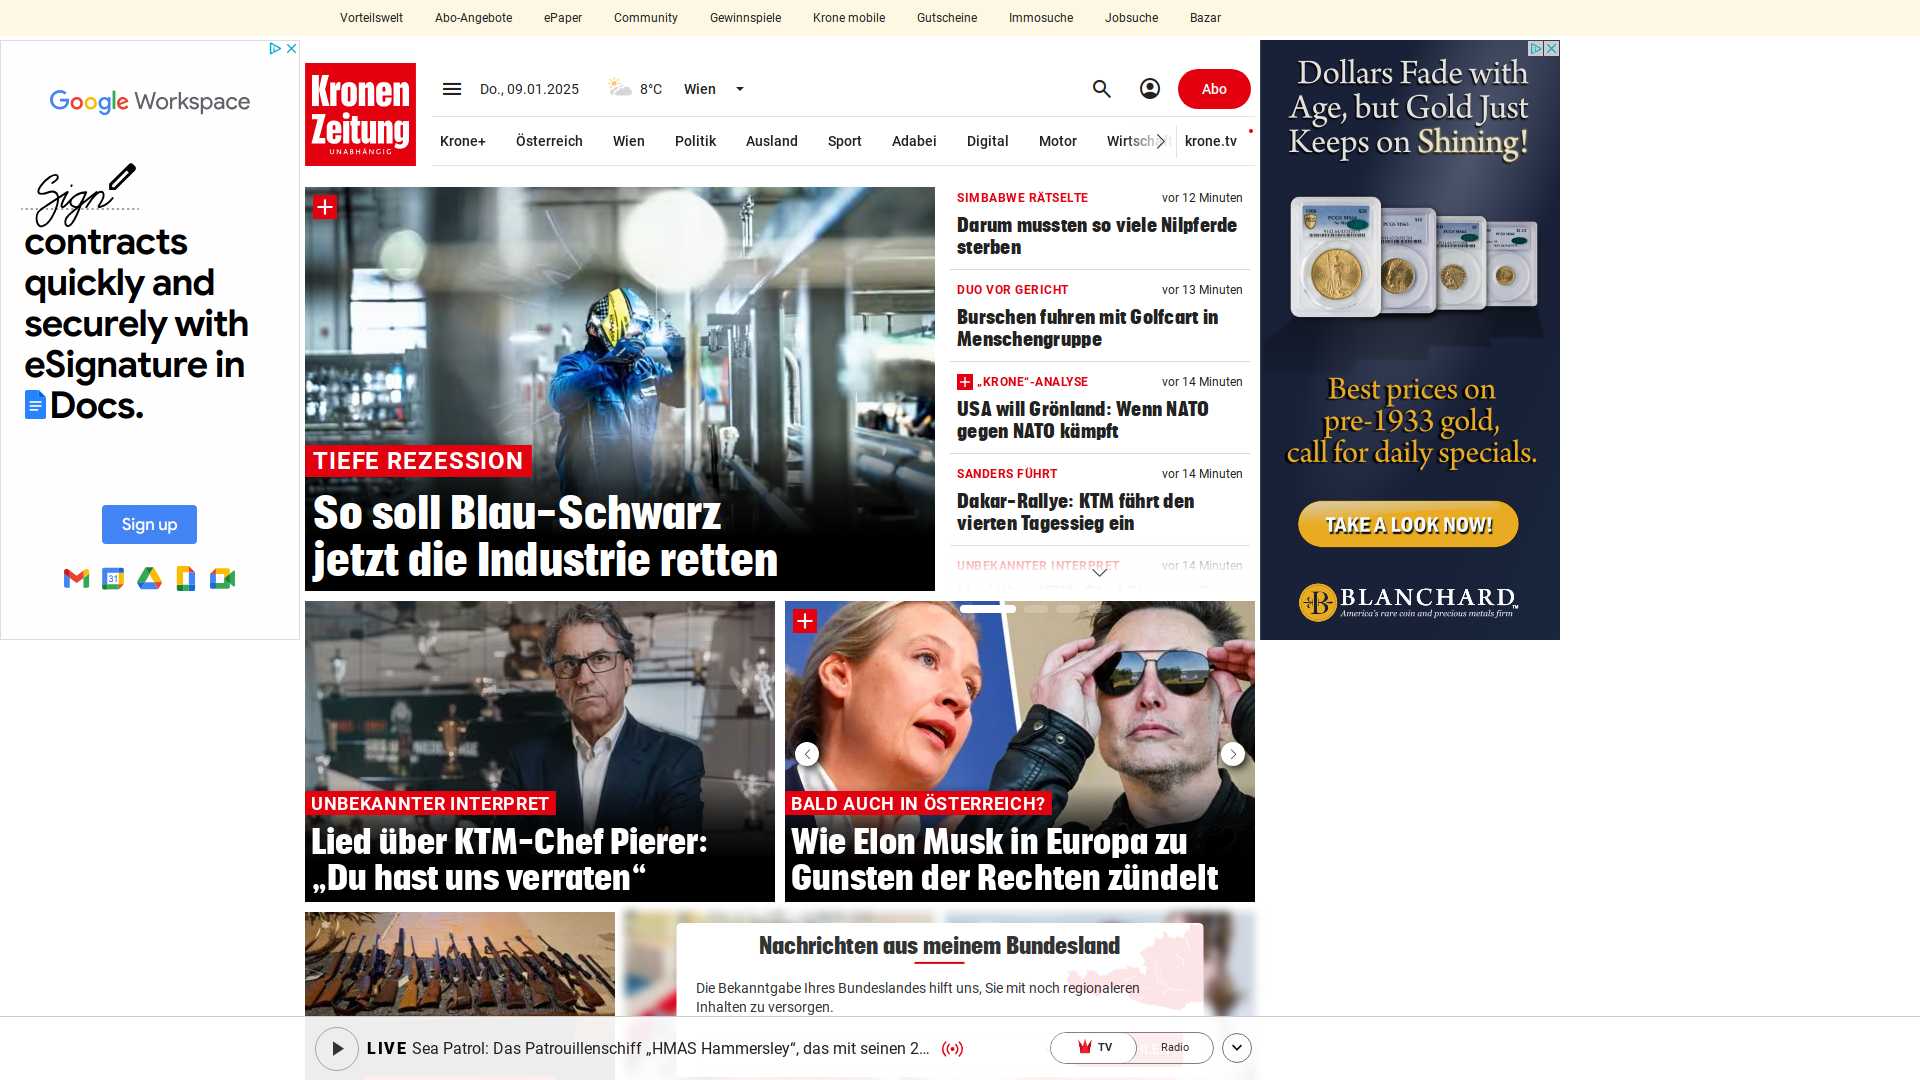 Vorteilswelt
Abo-Angebote
ePaper
Community
Gewinnspiele
Krone mobile
Gutscheine
Immosuche
Jobsuche
Bazar
Google Workspace
Sign
contracts
quickly and
securely with
eSignature in
Docs.
Sign up
31
Kronen
Zeitung
UNABHÄNGIG
Do., 09.01.2025
8°C
Wien
Abo
Krone+
Österreich
Wien
Politik
Ausland
Sport
Adabei
Digital
Motor
krone.tv
TIEFE REZESSION
So soll Blau-Schwarz
jetzt die Industrie retten
SIMBABWE RÄTSELTE
vor 12 Minuten
Darum mussten so viele Nilpferde
sterben
DUO VOR GERICHT
vor 13 Minuten
Burschen fuhren mit Golfcart in
Menschengruppe
„KRONE“-ANALYSE
vor 14 Minuten
USA will Grönland: Wenn NATO
gegen NATO kämpft
SANDERS FÜHRT
vor 14 Minuten
Dakar-Rallye: KTM fährt den
vierten Tagessieg ein
UNBEKANNTER INTERPRET
vor 14 Minuten
UNBEKANNTER INTERPRET
Lied über KTM-Chef Pierer:
„Du hast uns verraten“
BALD AUCH IN ÖSTERREICH?
Wie Elon Musk in Europa zu
Gunsten der Rechten zündelt
Nachrichten aus meinem Bundesland
Die Bekanntgabe Ihres Bundeslandes hilft uns, Sie mit noch regionaleren
Inhalten zu versorgen.
LIVE Sea Patrol: Das Patrouillenschiff „HMAS Hammersley“, das mit seinen 2...
TV
Radio
Dollars Fade with
Age, but Gold Just
Keeps on Shining!
Best prices on
pre-1933 gold,
call for daily specials.
TAKE A LOOK NOW!
B
BLANCHARD
America's rare coin and precious metals firm